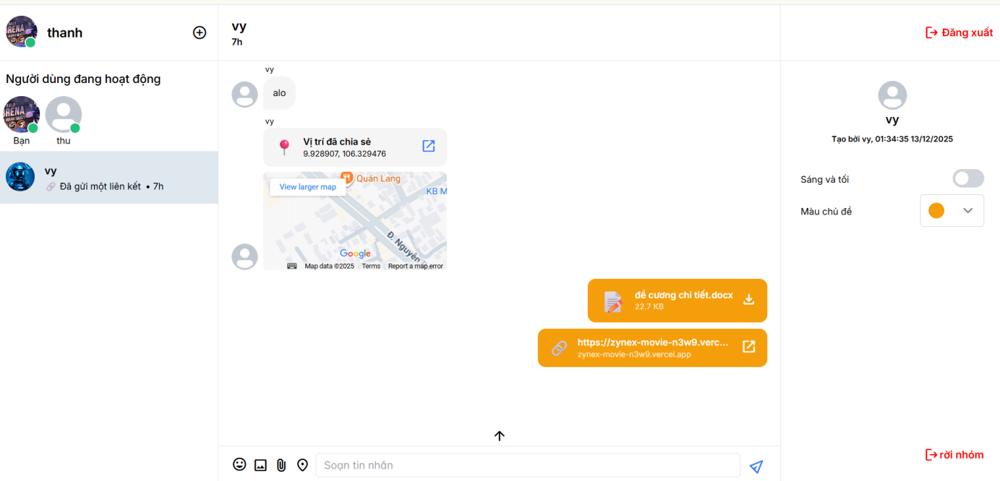 thanh
Người dùng đang hoạt động
Bạn
thu
vy
Đã gửi một liên kết • 7h
vy
7h
vy
alo
vy
Vị trí đã chia sẻ
9.928907, 106.329476
View larger map
Quán Lang
KB M
Đ. Nguyễn
Google
Map data ©2025 Terms Report a map error
đề cương chi tiết.docx
22.7 KB
https://zynex-movie-n3w9.verc...
zynex-movie-n3w9.vercel.app
Soạn tin nhắn
Đăng xuất
vy
Tạo bởi vy, 01:34:35 13/12/2025
Sáng và tối
Màu chủ đề
rời nhóm